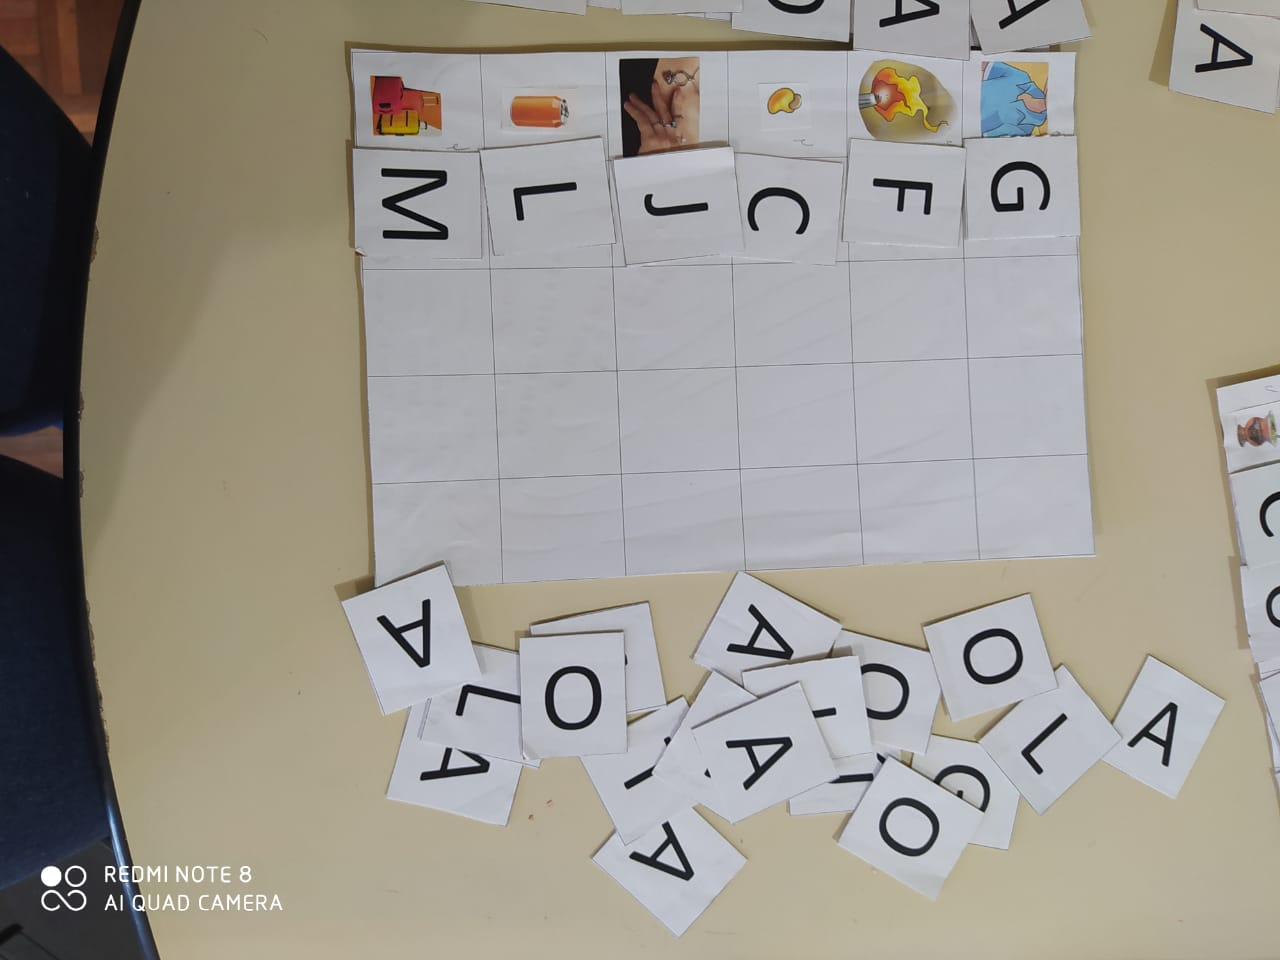 O A A
A
M L J C F G
C
O
A L O A O O A
A I A L L G O L
A
REDMI NOTE 8
AI QUAD CAMERA